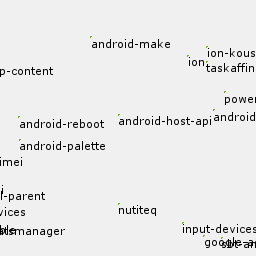 android-make
ion-kous
ion
taskaffin
p-content
power
android
android-host-api
android-reboot
android-palette
imei
i
i-parent
vices
nutiteq
input-devices
tsmanager
google-a